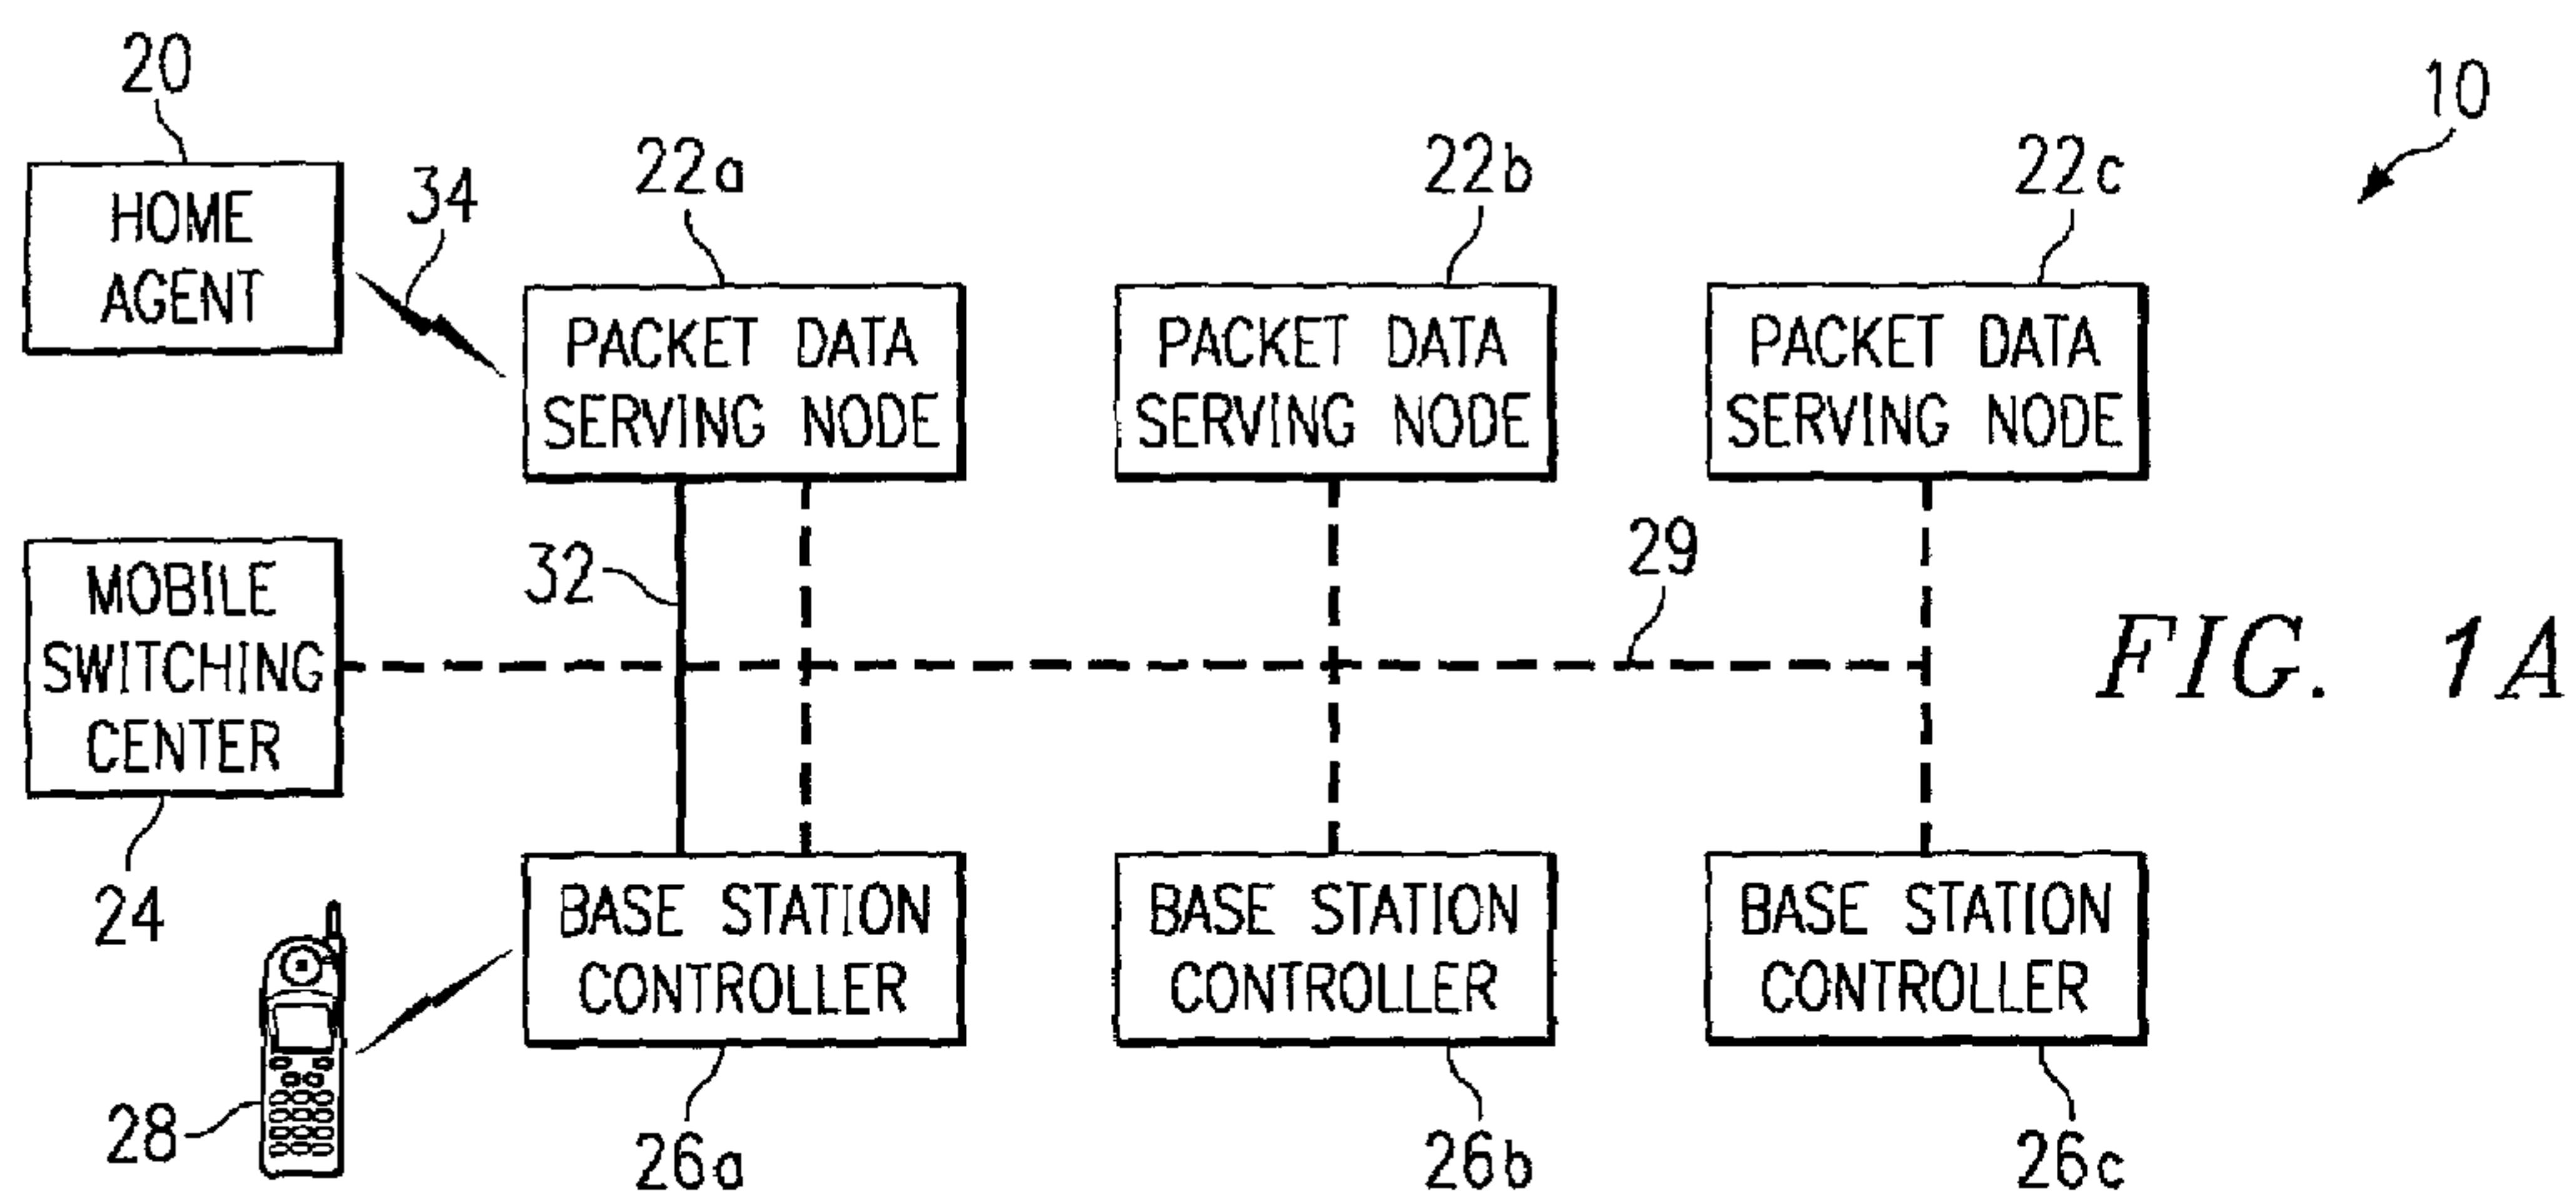 20
10
34
22a
22b
22c
HOME
AGENT
PACKET DATA
SERVING NODE
PACKET DATA
SERVING NODE
PACKET DATA
SERVING NODE
32
29
MOBILE
SWITCHING
CENTER
FIG. 1A
24
BASE STATION
CONTROLLER
BASE STATION
CONTROLLER
BASE STATION
CONTROLLER
28
26a
26b
26c